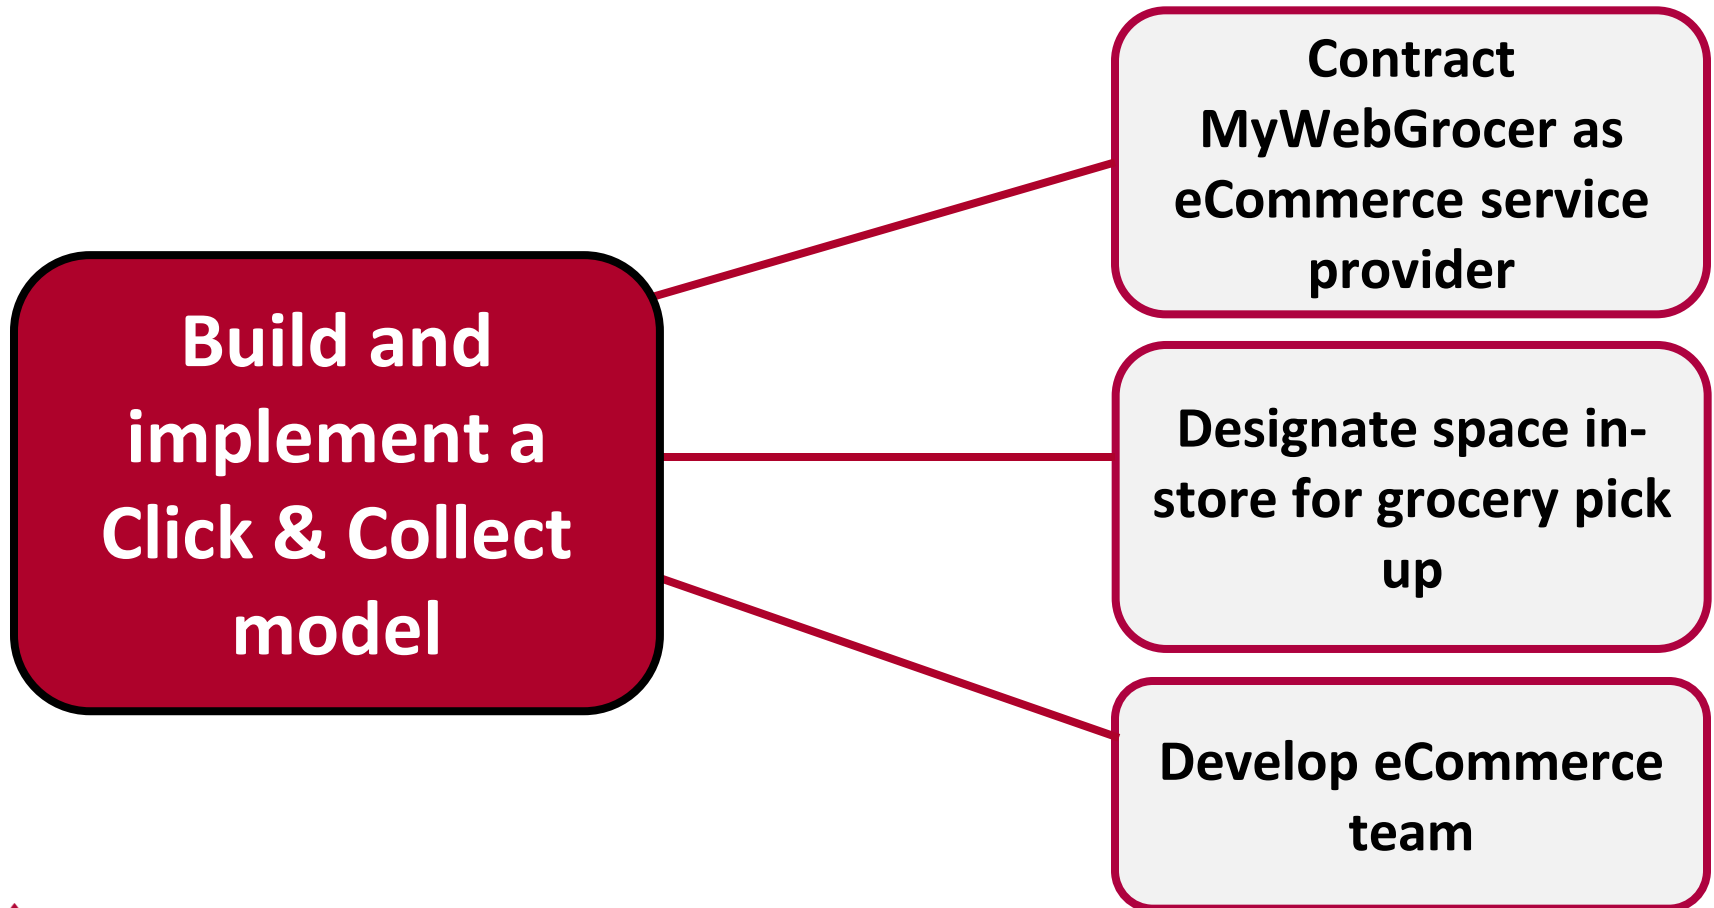 Build and
implement a
Click & Collect
model
Contract
MyWebGrocer as
eCommerce service
provider
Designate space in-
store for grocery pick
up
Develop eCommerce
team